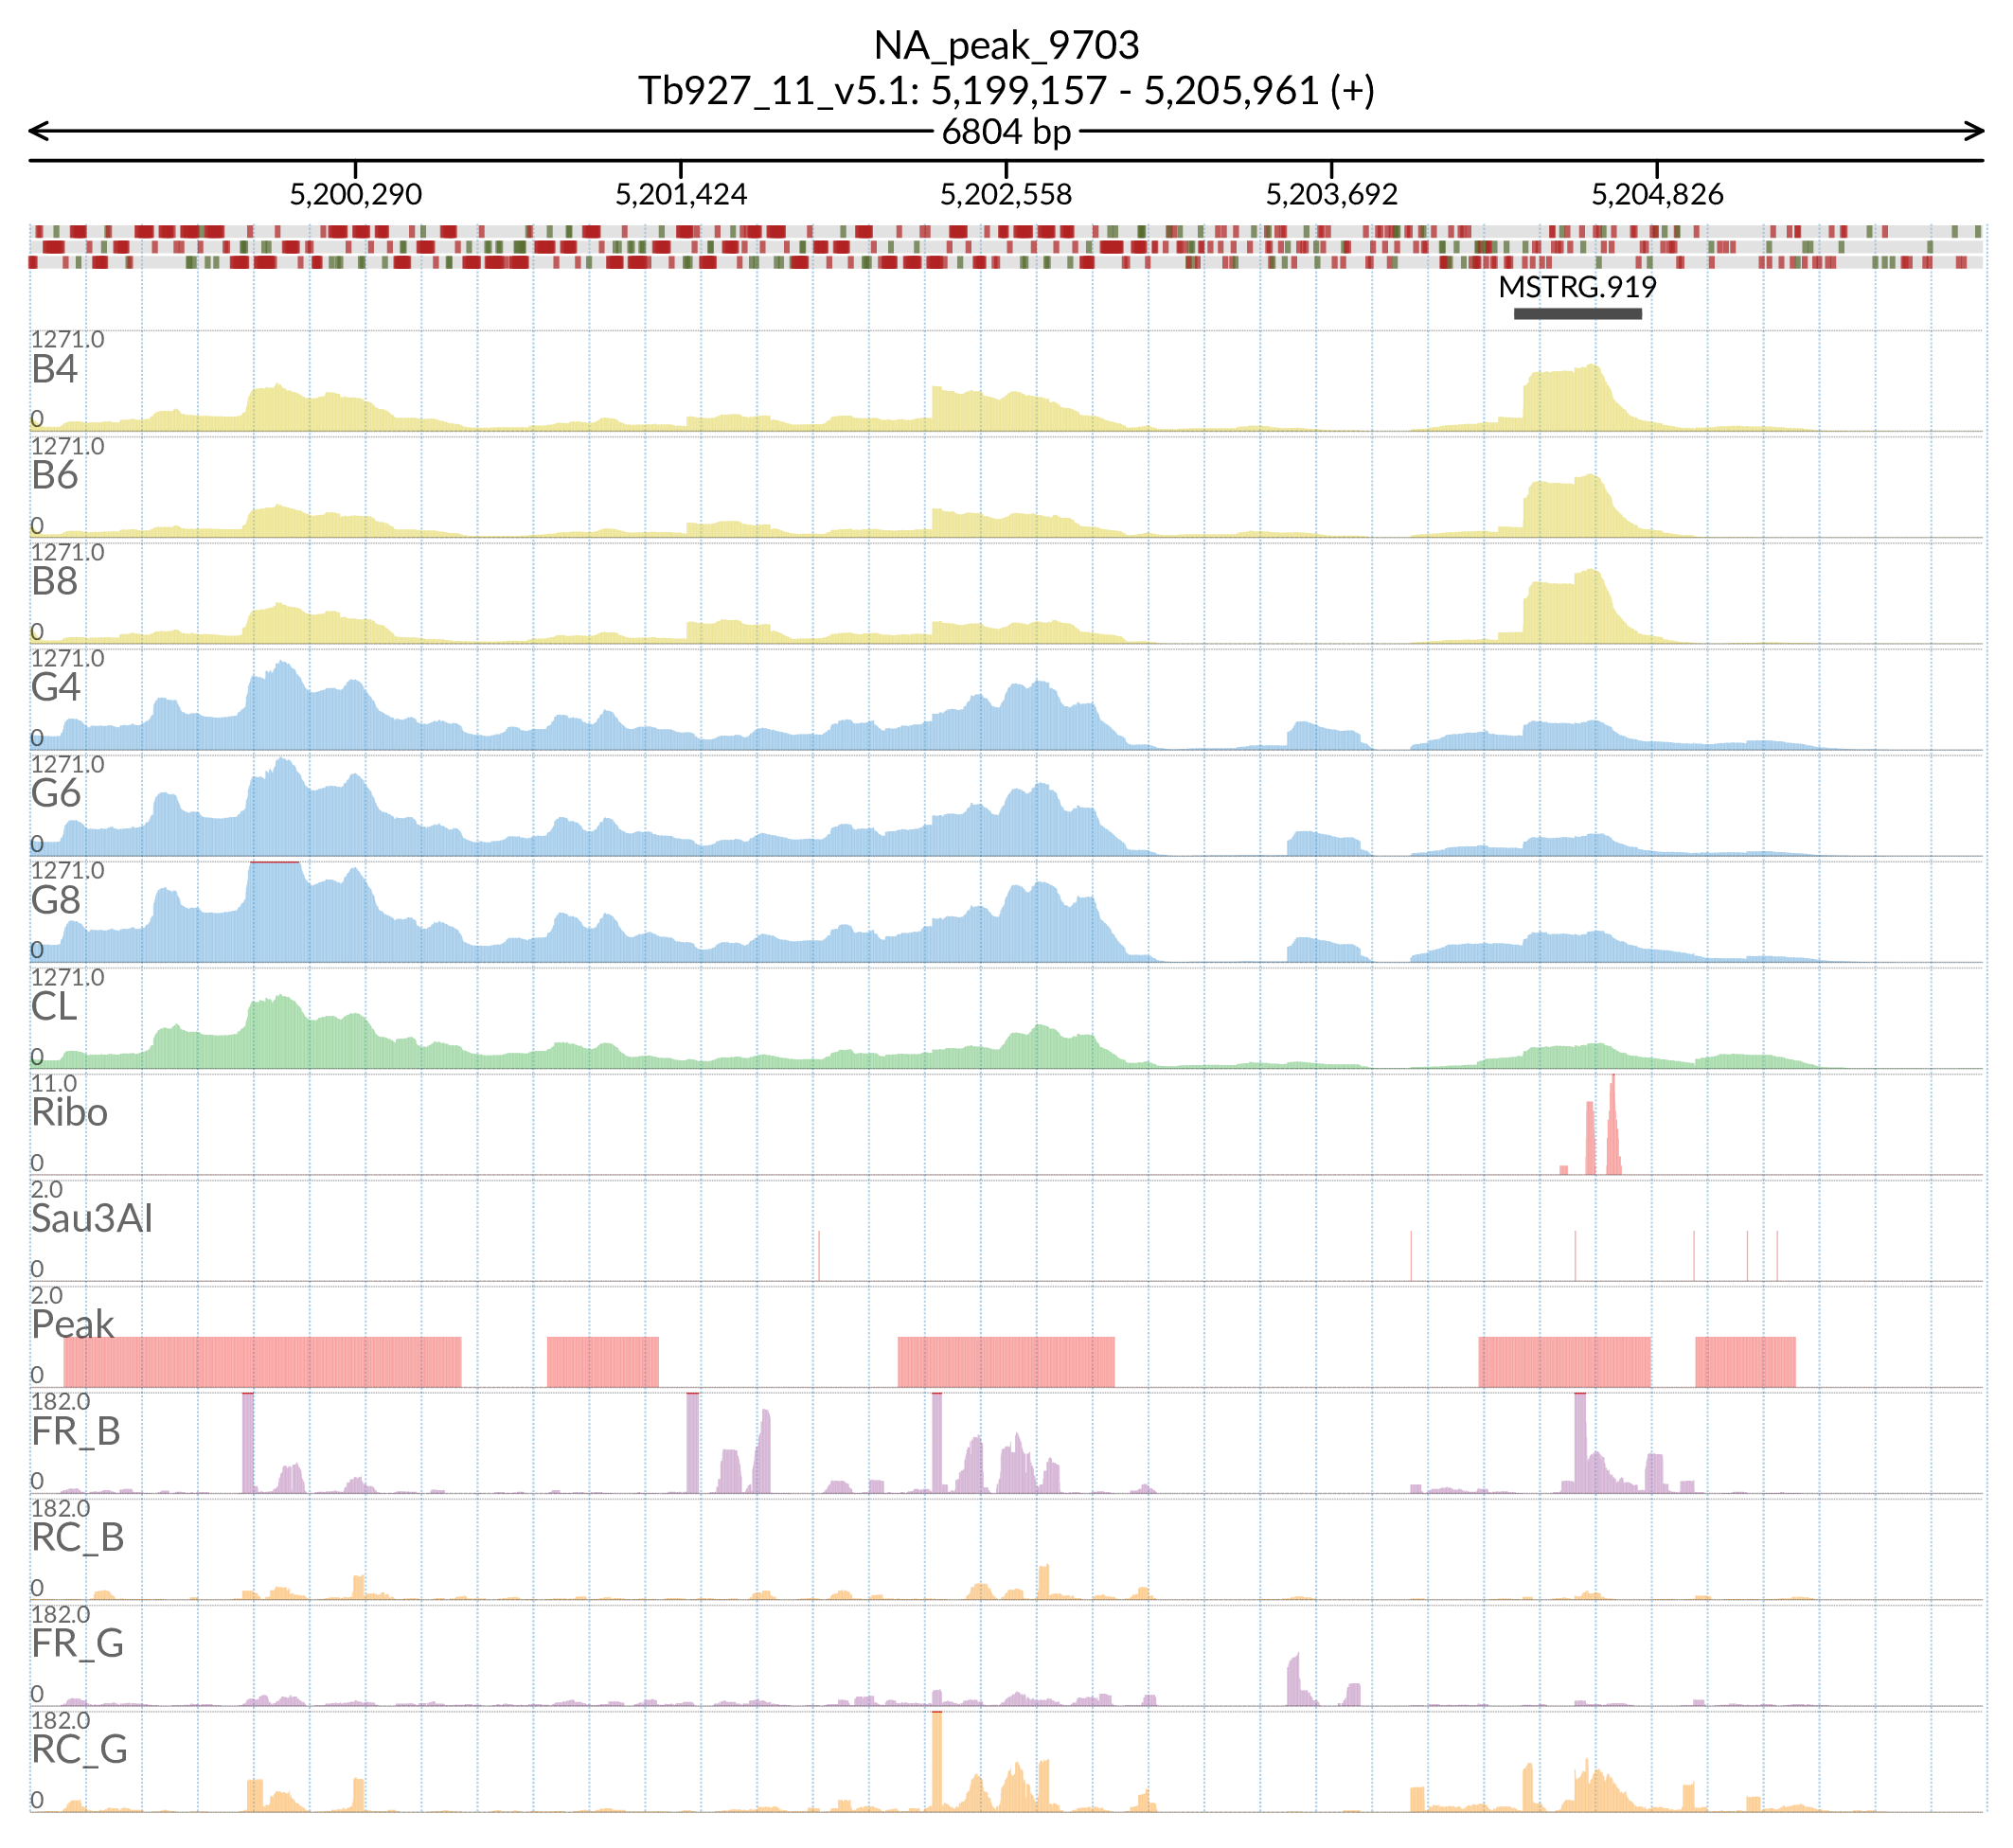 NA_peak_9703
Tb927_11_v5.1: 5,199,157 - 5,205,961 (+)
6804 bp
5,200,290 5,201,424 5,202,558 5,203,692 5,204,826
MSTRG.919
1271.0
B4
0
1271.0
B6
0
1271.0
B8
0
1271.0
G4
0
1271.0
G6
0
1271.0
G8
0
1271.0
CL
0
11.0
Ribo
0
2.0
Sau3AI
0
2.0
Peak
0
182.0
FR_B
0
182.0
RC_B
0
182.0
FR_G
0
182.0
RC_G
0